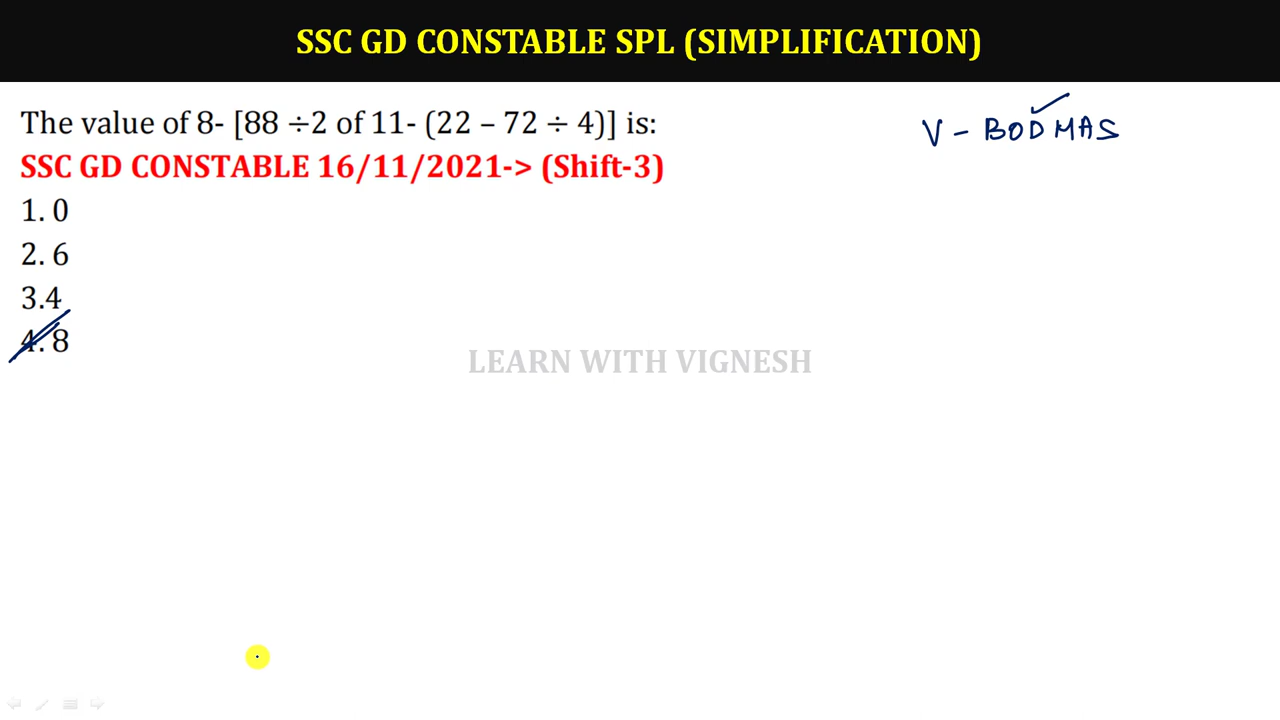 SSC GD CONSTABLE SPL (SIMPLIFICATION)
The value of 8- [88 ÷2 of 11- (22 – 72 ÷ 4)] is:
V - BODMAS
SSC GD CONSTABLE 16/11/2021-> (Shift-3)
1. 0
2. 6
3.4
4. 8
LEARN WITH VIGNESH